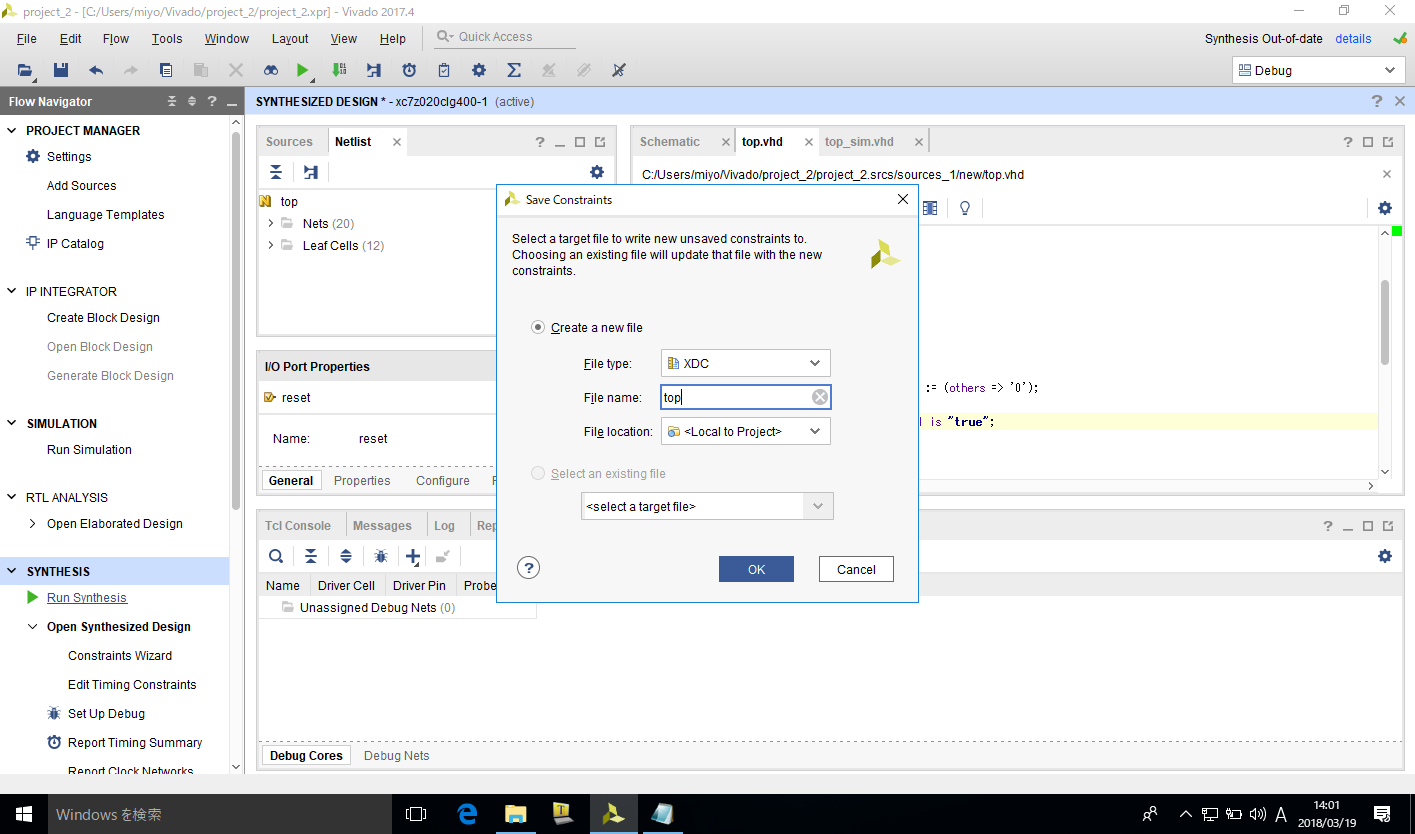 project_2 - [C:/Users/miyo/Vivado/project_2/project_2.xpr] - Vivado 2017.4
File Edit Flow Tools Window Layout View Help Quick Access
Synthesis Out-of-date details
Debug
Flow Navigator
SYNTHESIZED DESIGN * - xc7z020clg400-1 (active)
PROJECT MANAGER
Settings
Add Sources
Language Templates
IP Catalog
IP INTEGRATOR
Create Block Design
Open Block Design
Generate Block Design
SIMULATION
Run Simulation
RTL ANALYSIS
Open Elaborated Design
SYNTHESIS
Run Synthesis
Open Synthesized Design
Constraints Wizard
Edit Timing Constraints
Set Up Debug
Report Timing Summary
Report Clock Networks
Sources Netlist
top
Nets (20)
Leaf Cells (12)
I/O Port Properties
reset
Name: reset
General Properties Configure
Schematic top.vhd top_sim.vhd
C:/Users/miyo/Vivado/project_2/project_2.srcs/sources_1/new/top.vhd
:= (others => '0');
is "true";
Save Constraints
Select a target file to write new unsaved constraints to.
Choosing an existing file will update that file with the new
constraints.
Create a new file
File type: XDC
File name: top
File location: <Local to Project>
Select an existing file
<select a target file>
OK Cancel
Tcl Console Messages Log Rep
Name Driver Cell Driver Pin Probe
Unassigned Debug Nets (0)
Debug Cores Debug Nets
Windows を検索
A
14:01
2018/03/19